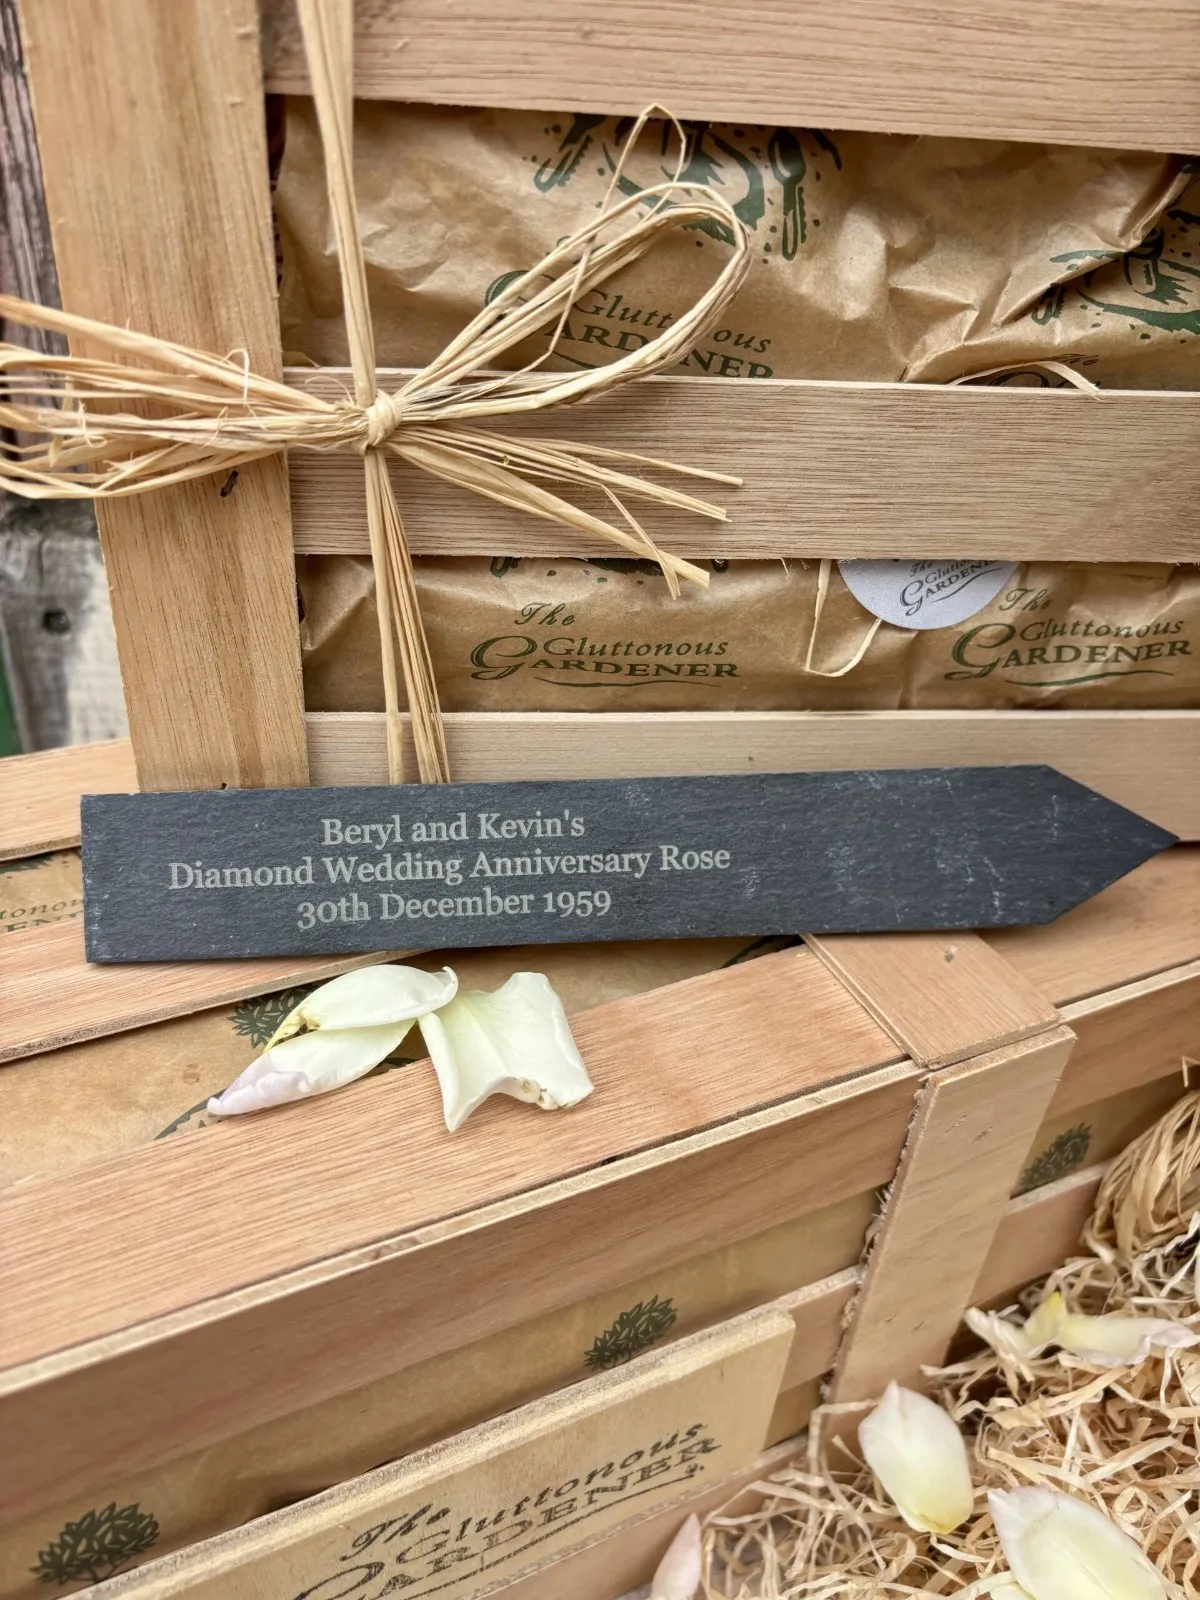 Gluttonous
GARDENER
The
The
Gluttonous
GARDENER
The
Gluttonous
GARDENER
The
Gluttonous
GARDENER
Beryl and Kevin's
Diamond Wedding Anniversary Rose
30th December 1959
The
Gluttonous
GARDENER